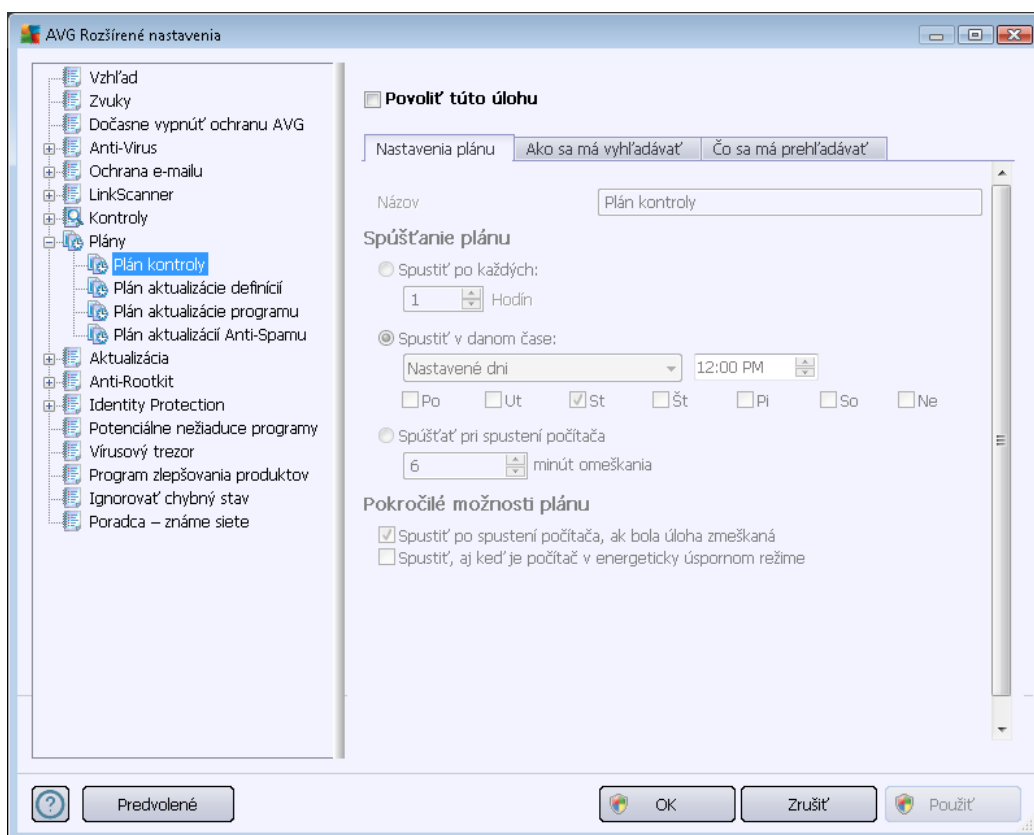 AVG Rozšírené nastavenia
Vzhľad
Zvuky
Dočasne vypnúť ochranu AVG
Anti-Virus
Ochrana e-mailu
LinkScanner
Kontroly
Plány
Plán kontroly
Plán aktualizácie definícií
Plán aktualizácie programu
Plán aktualizácií Anti-Spamu
Aktualizácia
Anti-Rootkit
Identity Protection
Potenciálne nežiaduce programy
Vírusový trezor
Program zlepšovania produktov
Ignorovať chybný stav
Poradca – známe siete
Povoliť túto úlohu
Nastavenia plánu Ako sa má vyhľadávať Čo sa má prehľadávať
Názov Plán kontroly
Spúšťanie plánu
Spustiť po každých:
1 Hodín
Spustiť v danom čase:
Nastavené dni 12:00 PM
Po Ut St Št Pi So Ne
Spúšťať pri spustení počítača
6 minút omeškania
Pokročilé možnosti plánu
Spustiť po spustení počítača, ak bola úloha zmeškaná
Spustiť, aj keď je počítač v energeticky úspornom režime
? Predvolené OK Zrušiť Použiť